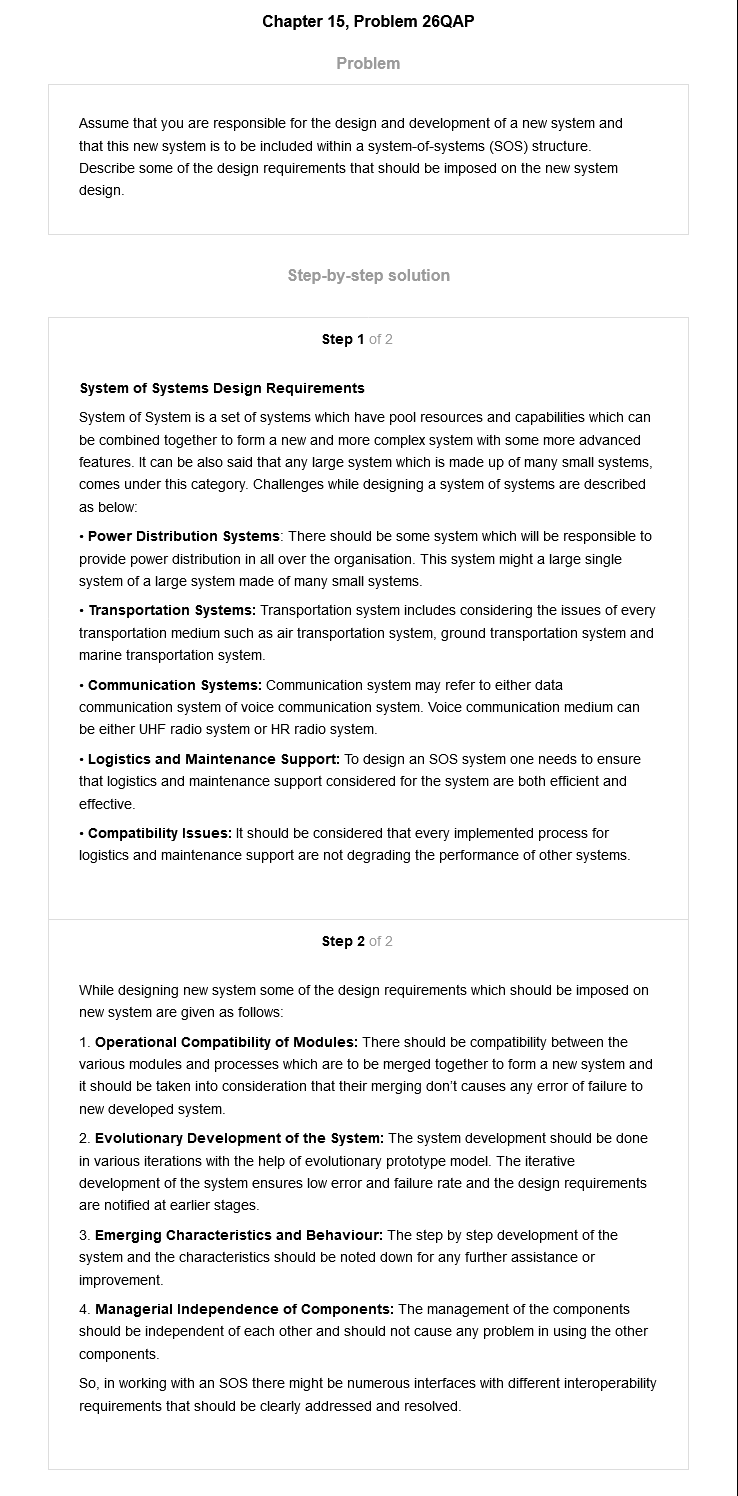 Chapter 15, Problem 26QAP
Problem
Assume that you are responsible for the design and development of a new system and
that this new system is to be included within a system-of-systems (SOS) structure.
Describe some of the design requirements that should be imposed on the new system
design.
Step-by-step solution
Step 1 of 2
System of Systems Design Requirements
System of System is a set of systems which have pool resources and capabilities which can
be combined together to form a new and more complex system with some more advanced
features. It can be also said that any large system which is made up of many small systems,
comes under this category. Challenges while designing a system of systems are described
as below:
• Power Distribution Systems: There should be some system which will be responsible to
provide power distribution in all over the organisation. This system might a large single
system of a large system made of many small systems.
• Transportation Systems: Transportation system includes considering the issues of every
transportation medium such as air transportation system, ground transportation system and
marine transportation system.
• Communication Systems: Communication system may refer to either data
communication system of voice communication system. Voice communication medium can
be either UHF radio system or HR radio system.
• Logistics and Maintenance Support: To design an SOS system one needs to ensure
that logistics and maintenance support considered for the system are both efficient and
effective.
• Compatibility Issues: It should be considered that every implemented process for
logistics and maintenance support are not degrading the performance of other systems.
Step 2 of 2
While designing new system some of the design requirements which should be imposed on
new system are given as follows:
1. Operational Compatibility of Modules: There should be compatibility between the
various modules and processes which are to be merged together to form a new system and
it should be taken into consideration that their merging don't causes any error of failure to
new developed system.
2. Evolutionary Development of the System: The system development should be done
in various iterations with the help of evolutionary prototype model. The iterative
development of the system ensures low error and failure rate and the design requirements
are notified at earlier stages.
3. Emerging Characteristics and Behaviour: The step by step development of the
system and the characteristics should be noted down for any further assistance or
improvement.
4. Managerial Independence of Components: The management of the components
should be independent of each other and should not cause any problem in using the other
components.
So, in working with an SOS there might be numerous interfaces with different interoperability
requirements that should be clearly addressed and resolved.